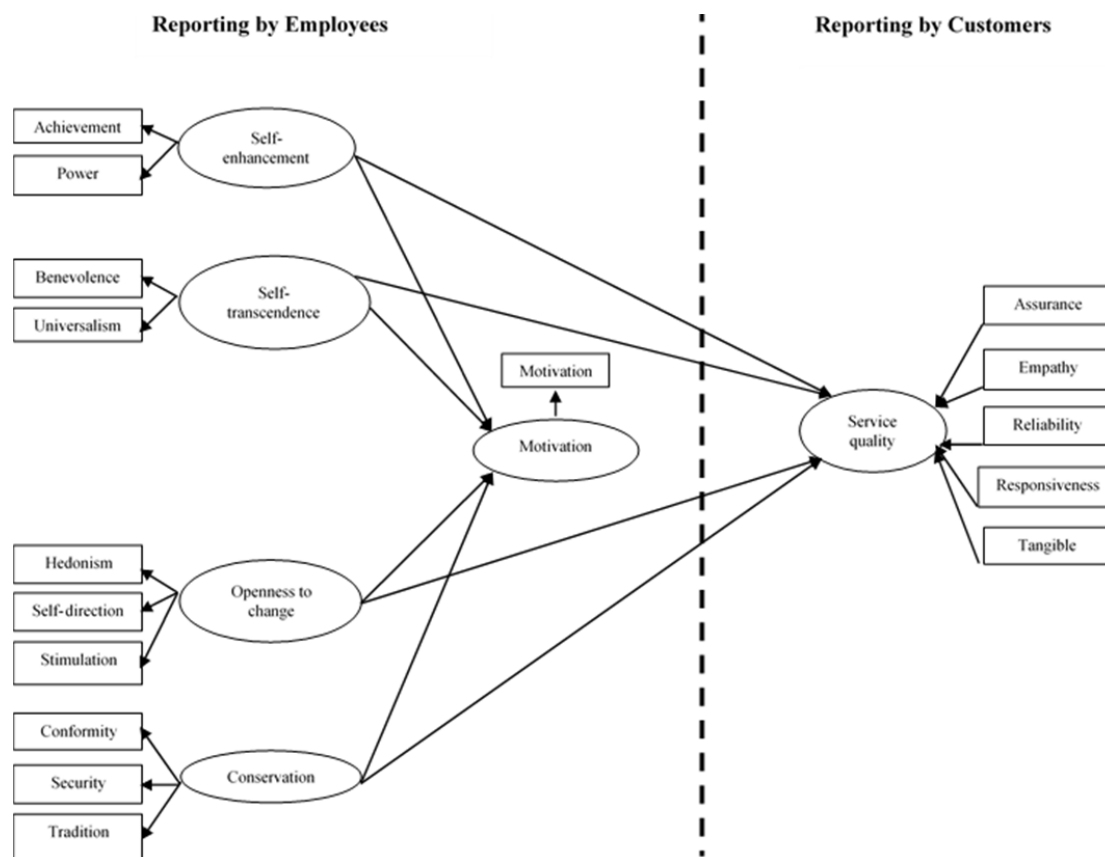 Reporting by Employees
Reporting by Customers
Achievement
Power
Self-
enhancement
Benevolence
Universalism
Self-
transcendence
Motivation
Motivation
Service
quality
Assurance
Empathy
Reliability
Responsiveness
Tangible
Hedonism
Self-direction
Stimulation
Openness to
change
Conformity
Security
Tradition
Conservation